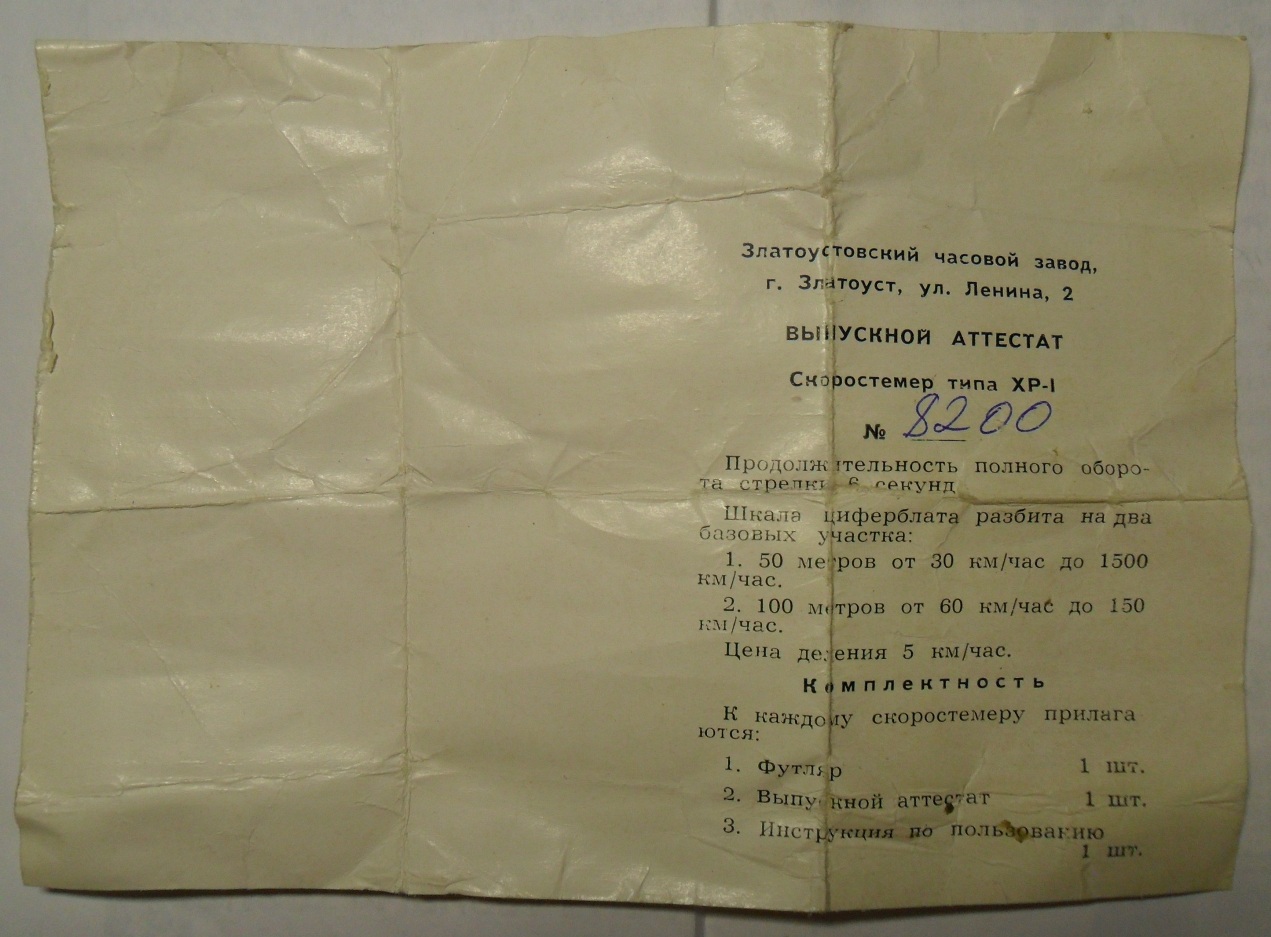 Златоустовский часовой завод,
г. Златоуст, ул. Ленина, 2
ВЫПУСКНОЙ АТТЕСТАТ
Скоростемер типа ХР-I
№ 8200
Продолжительность полного оборо-
та стрелки 6 секунд
Шкала циферблата разбита на два
базовых участка:
1. 50 метров от 30 км/час до 1500
км/час.
2. 100 метров от 60 км/час до 150
км/час.
Цена деления 5 км/час.
Комплектность
К каждому скоростемеру прилага
ются:
1. Футляр 1 шт.
2. Выпускной аттестат 1 шт.
3. Инструкция по пользованию
1 шт.